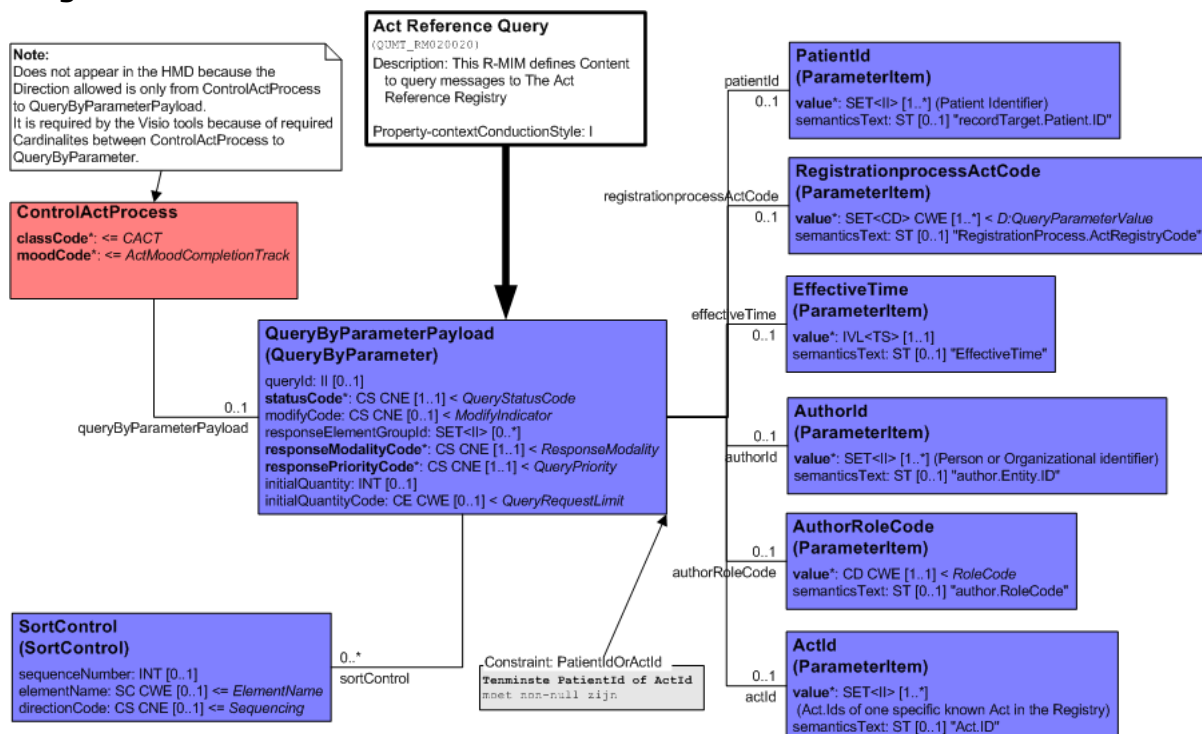 Note:
Does not appear in the HMD because the
Direction allowed is only from ControlActProcess
to QueryByParameterPayload.
It is required by the Visio tools because of required
Cardinalites between ControlActProcess to
QueryByParameter.
Act Reference Query
(QUMT_RM020020)
Description: This R-MIM defines Content
to query messages to The Act
Reference Registry
Property-contextConductionStyle: I
ControlActProcess
classCode*: <= CACT
moodCode*: <= ActMoodCompletionTrack
0..1
queryByParameterPayload
QueryByParameterPayload
(QueryByParameter)
queryId: II [0..1]
statusCode*: CS CNE [1..1] < QueryStatusCode
modifyCode: CS CNE [0..1] < ModifyIndicator
responseElementGroupId: SET<II> [0..*]
responseModalityCode*: CS CNE [1..1] < ResponseModality
responsePriorityCode*: CS CNE [1..1] < QueryPriority
initialQuantity: INT [0..1]
initialQuantityCode: CE CWE [0..1] < QueryRequestLimit
SortControl
(SortControl)
sequenceNumber: INT [0..1]
elementName: SC CWE [0..1] <= ElementName
directionCode: CS CNE [0..1] <= Sequencing
0..*
sortControl
Constraint: PatientIdOrActId
Tenminste PatientId of ActId
moet non-null zijn
patientId
0..1
PatientId
(ParameterItem)
value*: SET<II> [1..*] (Patient Identifier)
semanticsText: ST [0..1] "recordTarget.Patient.ID"
registrationprocessActCode
0..1
RegistrationprocessActCode
(ParameterItem)
value*: SET<CD> CWE [1..*] < D:QueryParameterValue
semanticsText: ST [0..1] "RegistrationProcess.ActRegistryCode"
effectiveTime
0..1
EffectiveTime
(ParameterItem)
value*: IVL<TS> [1..1]
semanticsText: ST [0..1] "EffectiveTime"
0..1
authorId
AuthorId
(ParameterItem)
value*: SET<II> [1..*] (Person or Organizational identifier)
semanticsText: ST [0..1] "author.Entity.ID"
0..1
authorRoleCode
AuthorRoleCode
(ParameterItem)
value*: CD CWE [1..1] < RoleCode
semanticsText: ST [0..1] "author.RoleCode"
0..1
actId
ActId
(ParameterItem)
value*: SET<II> [1..*]
(Act.Ids of one specific known Act in the Registry)
semanticsText: ST [0..1] "Act.ID"